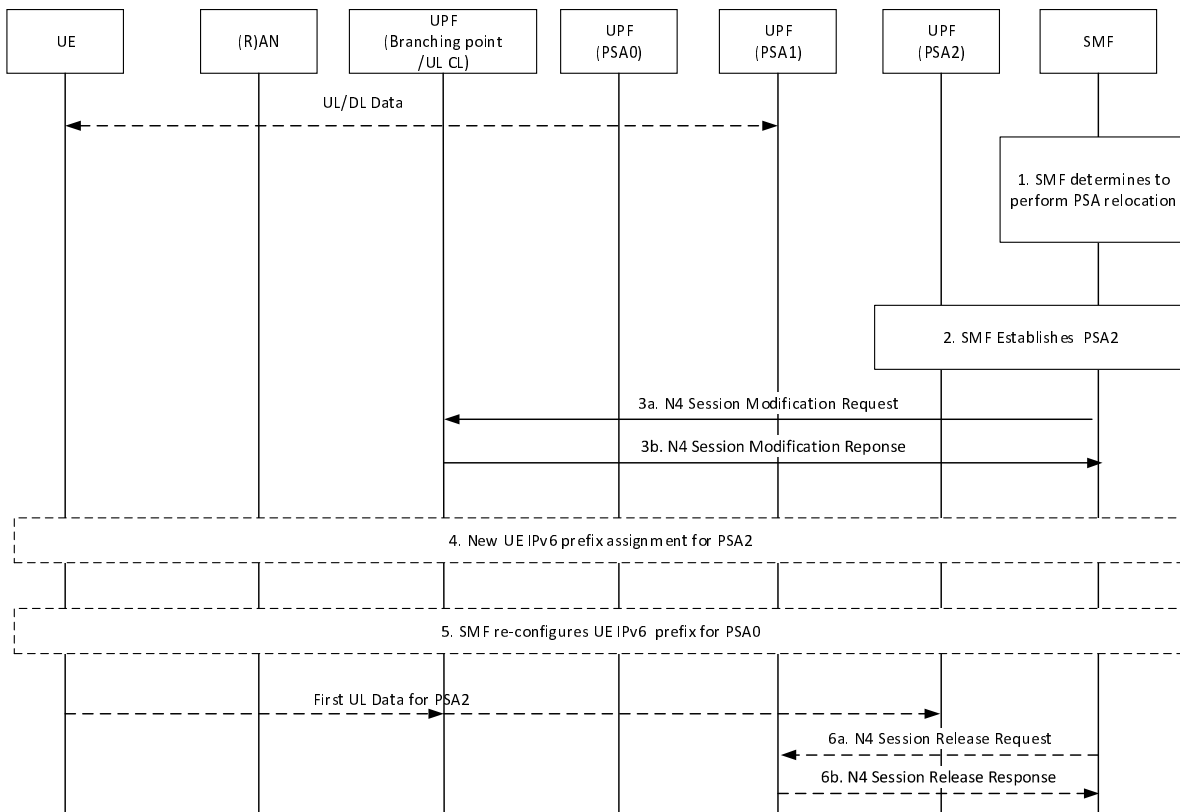 UE
(R)AN
UPF
(Branching point
/UL CL)
UPF
(PSA0)
UPF
(PSA1)
UPF
(PSA2)
SMF
UL/DL Data
1. SMF determines to
perform PSA relocation
2. SMF Establishes PSA2
3a. N4 Session Modification Request
3b. N4 Session Modification Reponse
4. New UE IPv6 prefix assignment for PSA2
5. SMF re-configures UE IPv6 prefix for PSA0
First UL Data for PSA2
6a. N4 Session Release Request
6b. N4 Session Release Response